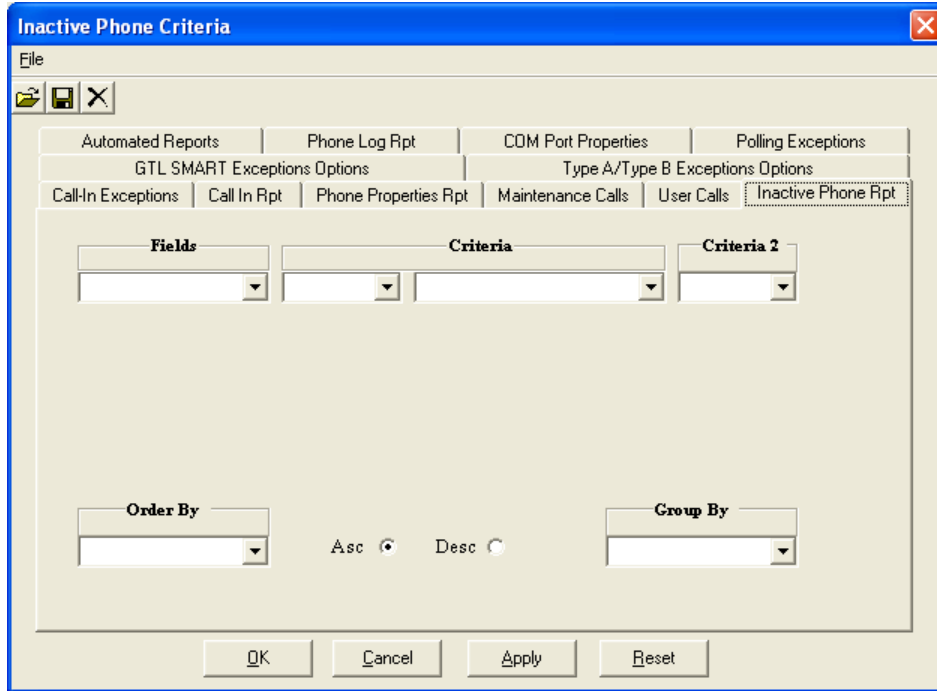 Inactive Phone Criteria
File
Automated Reports Phone Log Rpt COM Port Properties Polling Exceptions
GTL SMART Exceptions Options Type A/Type B Exceptions Options
Call-In Exceptions Call In Rpt Phone Properties Rpt Maintenance Calls User Calls Inactive Phone Rpt
Fields Criteria Criteria 2
Order By Group By
Asc Desc
OK Cancel Apply Reset